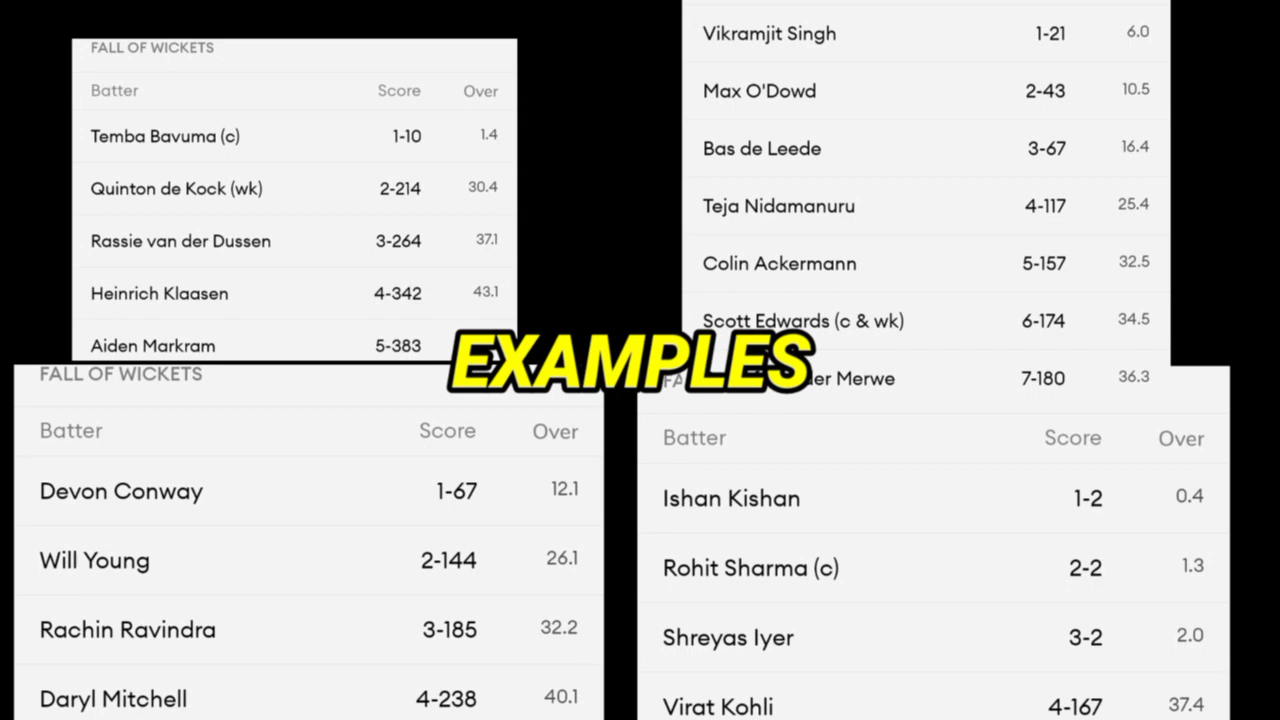 FALL OF WICKETS
Batter Score Over
Temba Bavuma (c) 1-10 1.4
Quinton de Kock (wk) 2-214 30.4
Rassie van der Dussen 3-264 37.1
Heinrich Klaasen 4-342 43.1
Aiden Markram 5-383
Vikramjit Singh 1-21 6.0
Max O'Dowd 2-43 10.5
Bas de Leede 3-67 16.4
Teja Nidamanuru 4-117 25.4
Colin Ackermann 5-157 32.5
Scott Edwards (c & wk) 6-174 34.5
der Merwe 7-180 36.3
EXAMPLES
FALL OF WICKETS
Batter Score Over
Devon Conway 1-67 12.1
Will Young 2-144 26.1
Rachin Ravindra 3-185 32.2
Daryl Mitchell 4-238 40.1
Batter Score Over
Ishan Kishan 1-2 0.4
Rohit Sharma (c) 2-2 1.3
Shreyas Iyer 3-2 2.0
Virat Kohli 4-167 37.4